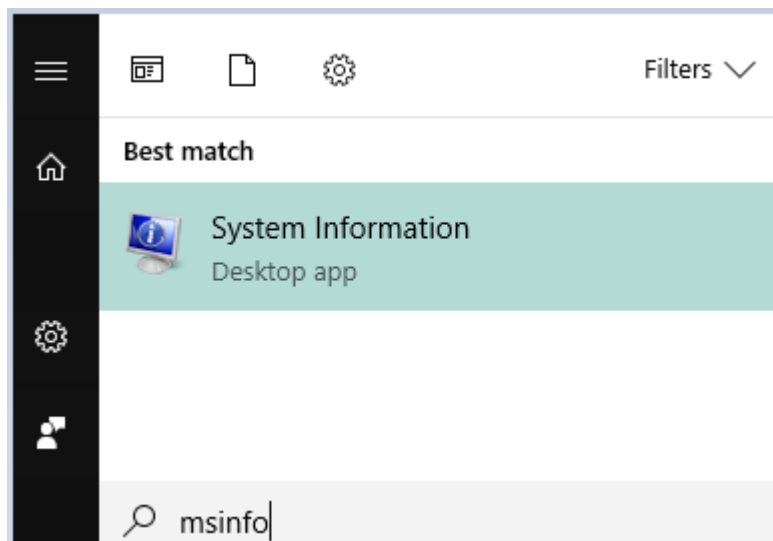 Filters
Best match
System Information
Desktop app
msinfo